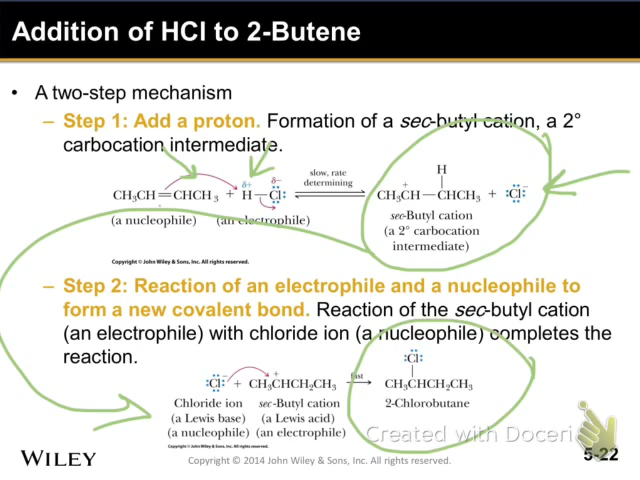 Addition of HCl to 2-Butene
• A two-step mechanism
– Step 1: Add a proton. Formation of a sec-butyl cation, a 2°
carbocation intermediate.
CH₃CH=CHCH₃ + H—Cl: slow, rate determining CH₃CH—CHCH₃ + :Cl:⁻
δ+ δ− + H
(a nucleophile) (an electrophile) sec-Butyl cation
(a 2° carbocation
intermediate)
Copyright © John Wiley & Sons, Inc. All rights reserved.
– Step 2: Reaction of an electrophile and a nucleophile to
form a new covalent bond. Reaction of the sec-butyl cation
(an electrophile) with chloride ion (a nucleophile) completes the
reaction.
:Cl:
:Cl:⁻ + CH₃CHCH₂CH₃ fast CH₃CHCH₂CH₃
+
Chloride ion sec-Butyl cation 2-Chlorobutane
(a Lewis base) (a Lewis acid)
(a nucleophile) (an electrophile)
Copyright © John Wiley & Sons, Inc. All rights reserved.
Created with Doceri
WILEY Copyright © 2014 John Wiley & Sons, Inc. All rights reserved. 5-22